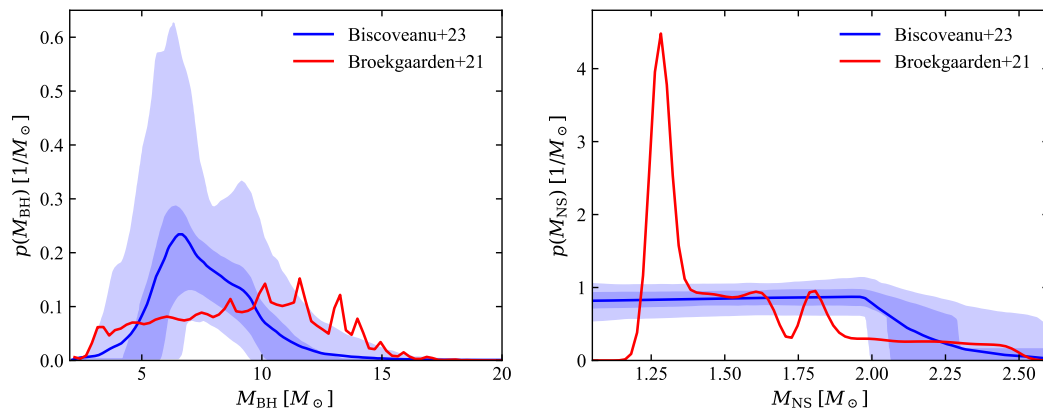 Biscoveanu+23
Broekgaarden+21
p(M_BH) [1/M_⊙]
0.6
0.5
0.4
0.3
0.2
0.1
0.0
5
10
15
20
M_BH [M_⊙]
Biscoveanu+23
Broekgaarden+21
p(M_NS) [1/M_⊙]
4
3
2
1
0
1.25
1.50
1.75
2.00
2.25
2.50
M_NS [M_⊙]